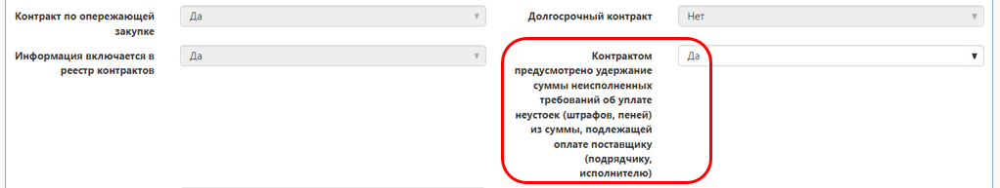 Контракт по опережающей
закупке
Да
Долгосрочный контракт
Нет
Информация включается в
реестр контрактов
Да
Контрактом
предусмотрено удержание
суммы неисполненных
требований об уплате
неустоек (штрафов, пеней)
из суммы, подлежащей
оплате поставщику
(подрядчику,
исполнителю)
Да